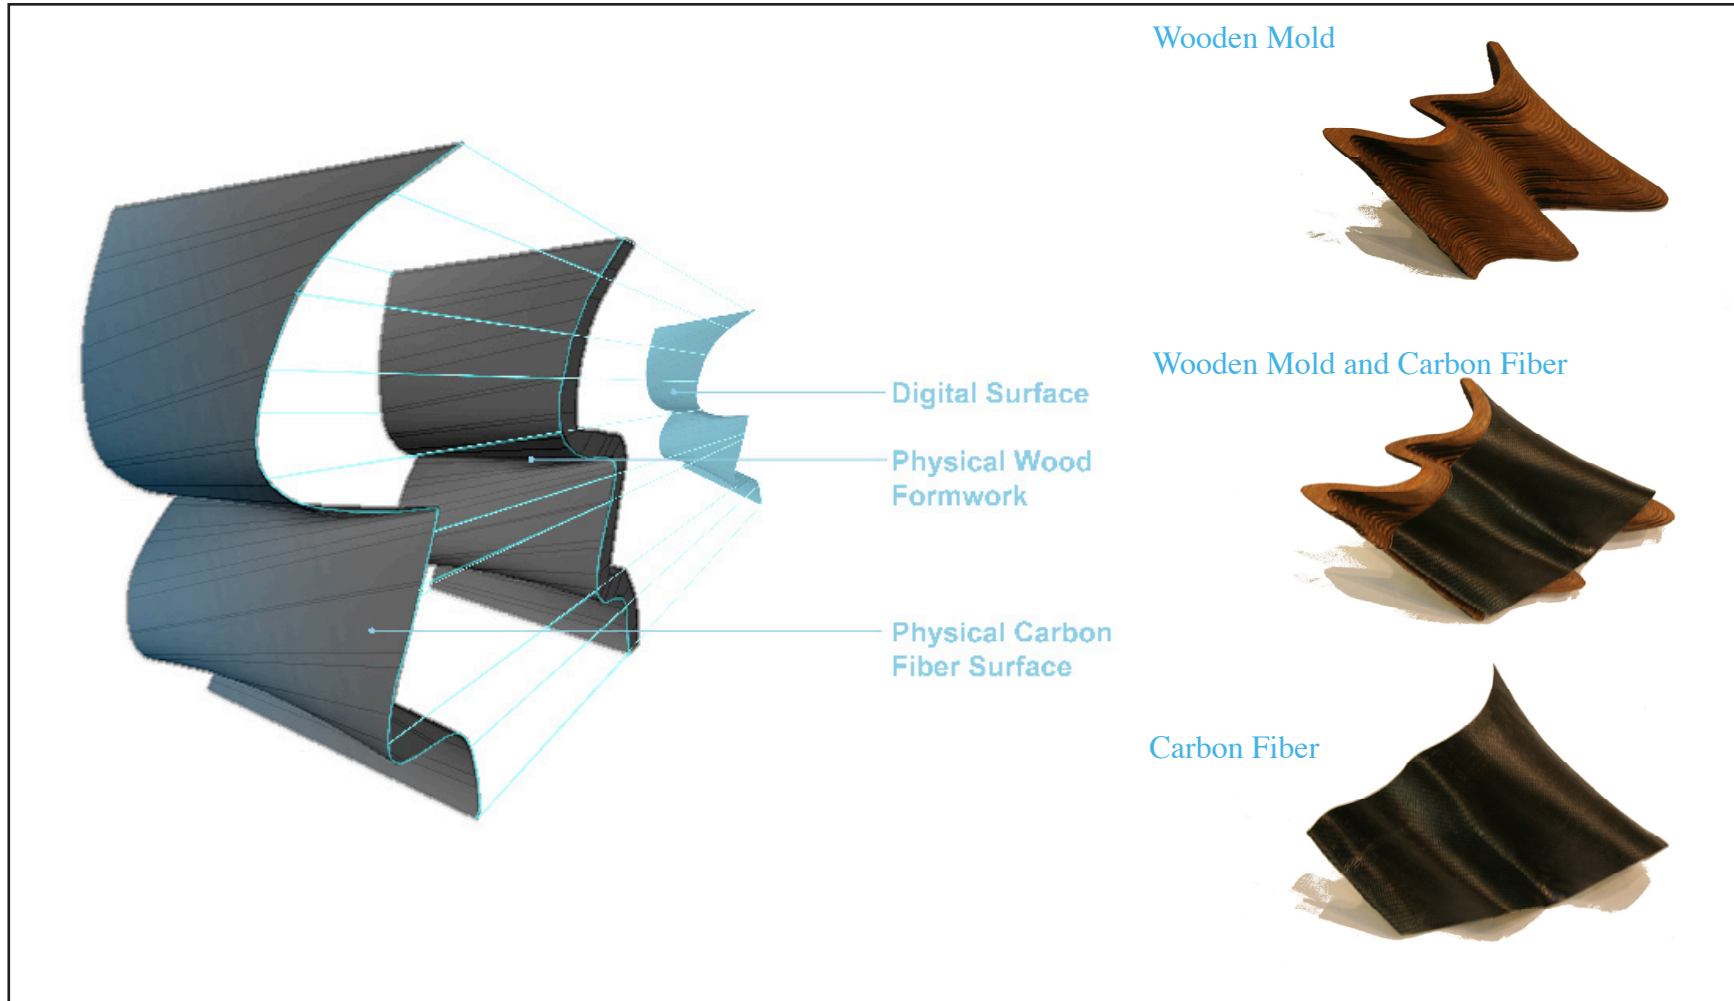 Wooden Mold
Wooden Mold and Carbon Fiber
Digital Surface
Physical Wood
Formwork
Physical Carbon
Fiber Surface
Carbon Fiber